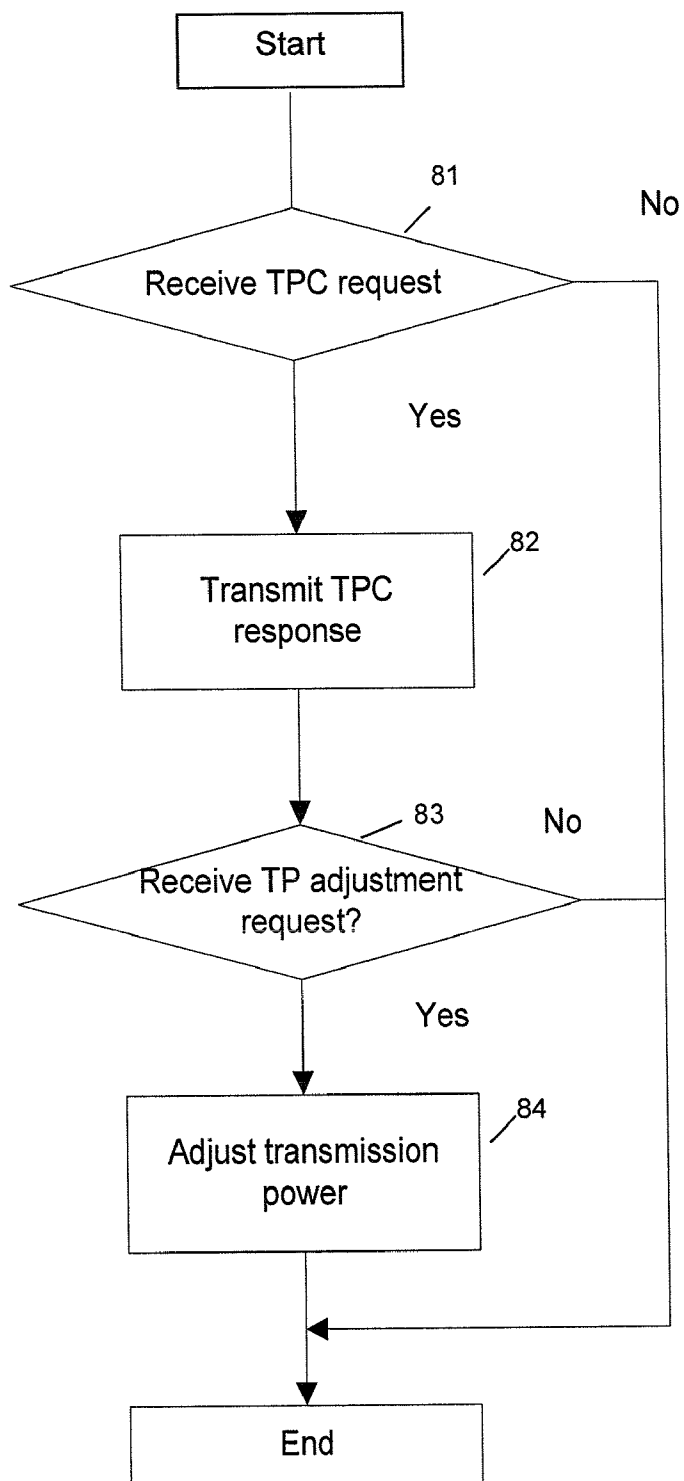 Start
81
No
Receive TPC request
Yes
82
Transmit TPC
response
83
No
Receive TP adjustment
request?
Yes
84
Adjust transmission
power
End